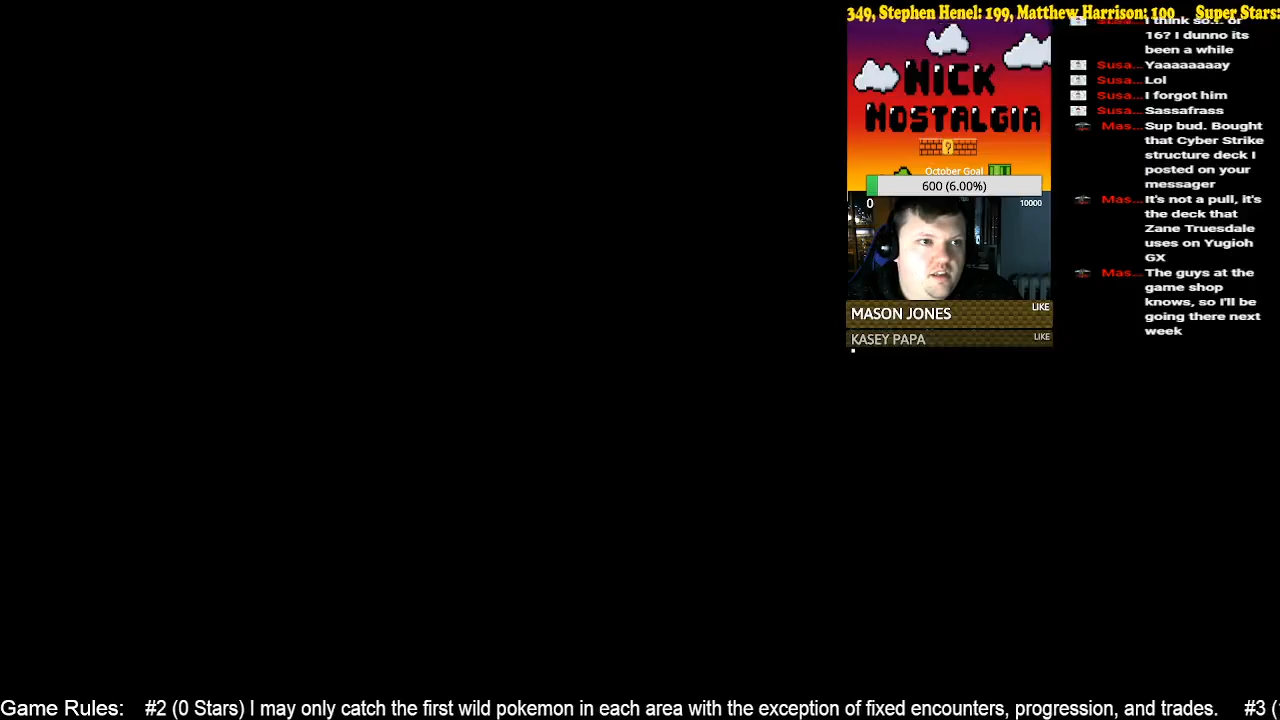 349, Stephen Henel: 199, Matthew Harrison: 100 Super Stars:
I think so... or
16? I dunno its
been a while
Susa... Yaaaaaaaay
Susa... Lol
Susa... I forgot him
Susa... Sassafrass
Mas... Sup bud. Bought
that Cyber Strike
structure deck I
posted on your
messager
Mas... It's not a pull, it's
the deck that
Zane Truesdale
uses on Yugioh
GX
Mas... The guys at the
game shop
knows, so I'll be
going there next
week
NICK
NOSTALGIA
?
October Goal
600 (6.00%)
0 10000
MASON JONES LIKE
KASEY PAPA LIKE
Game Rules: #2 (0 Stars) I may only catch the first wild pokemon in each area with the exception of fixed encounters, progression, and trades. #3 (